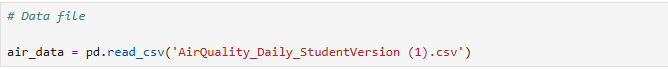 # Data file
air_data = pd.read_csv('AirQuality_Daily_StudentVersion (1).csv')